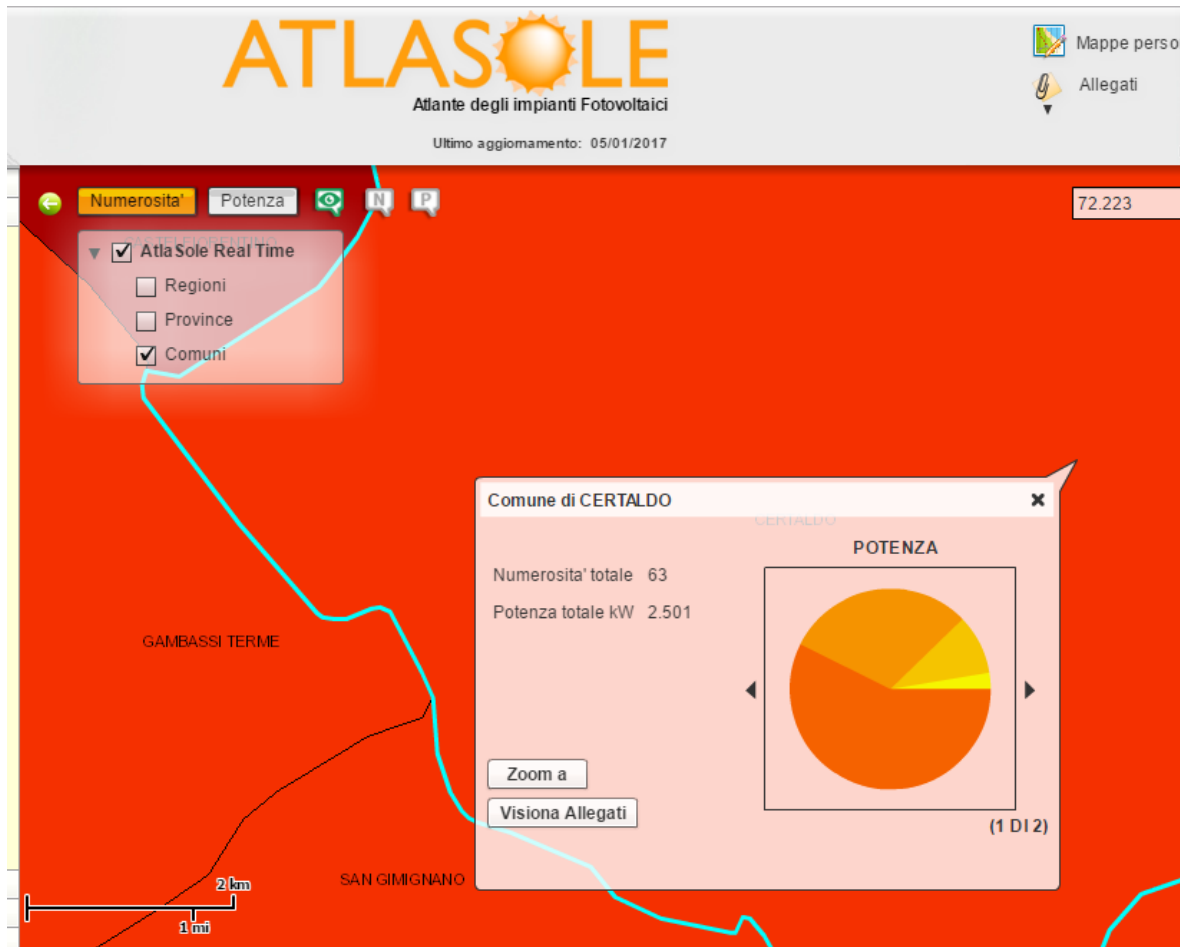 ATLASOLE
Atlante degli impianti Fotovoltaici
Ultimo aggiornamento: 05/01/2017
Mappe perso
Allegati
Numerosita' Potenza N P
72.223
CASTELFIORENTINO
AtlaSole Real Time
Regioni
Province
Comuni
Comune di CERTALDO
CERTALDO
POTENZA
Numerosita' totale 63
Potenza totale kW 2.501
GAMBASSI TERME
Zoom a
Visiona Allegati
(1 DI 2)
SAN GIMIGNANO
2 km
1 mi